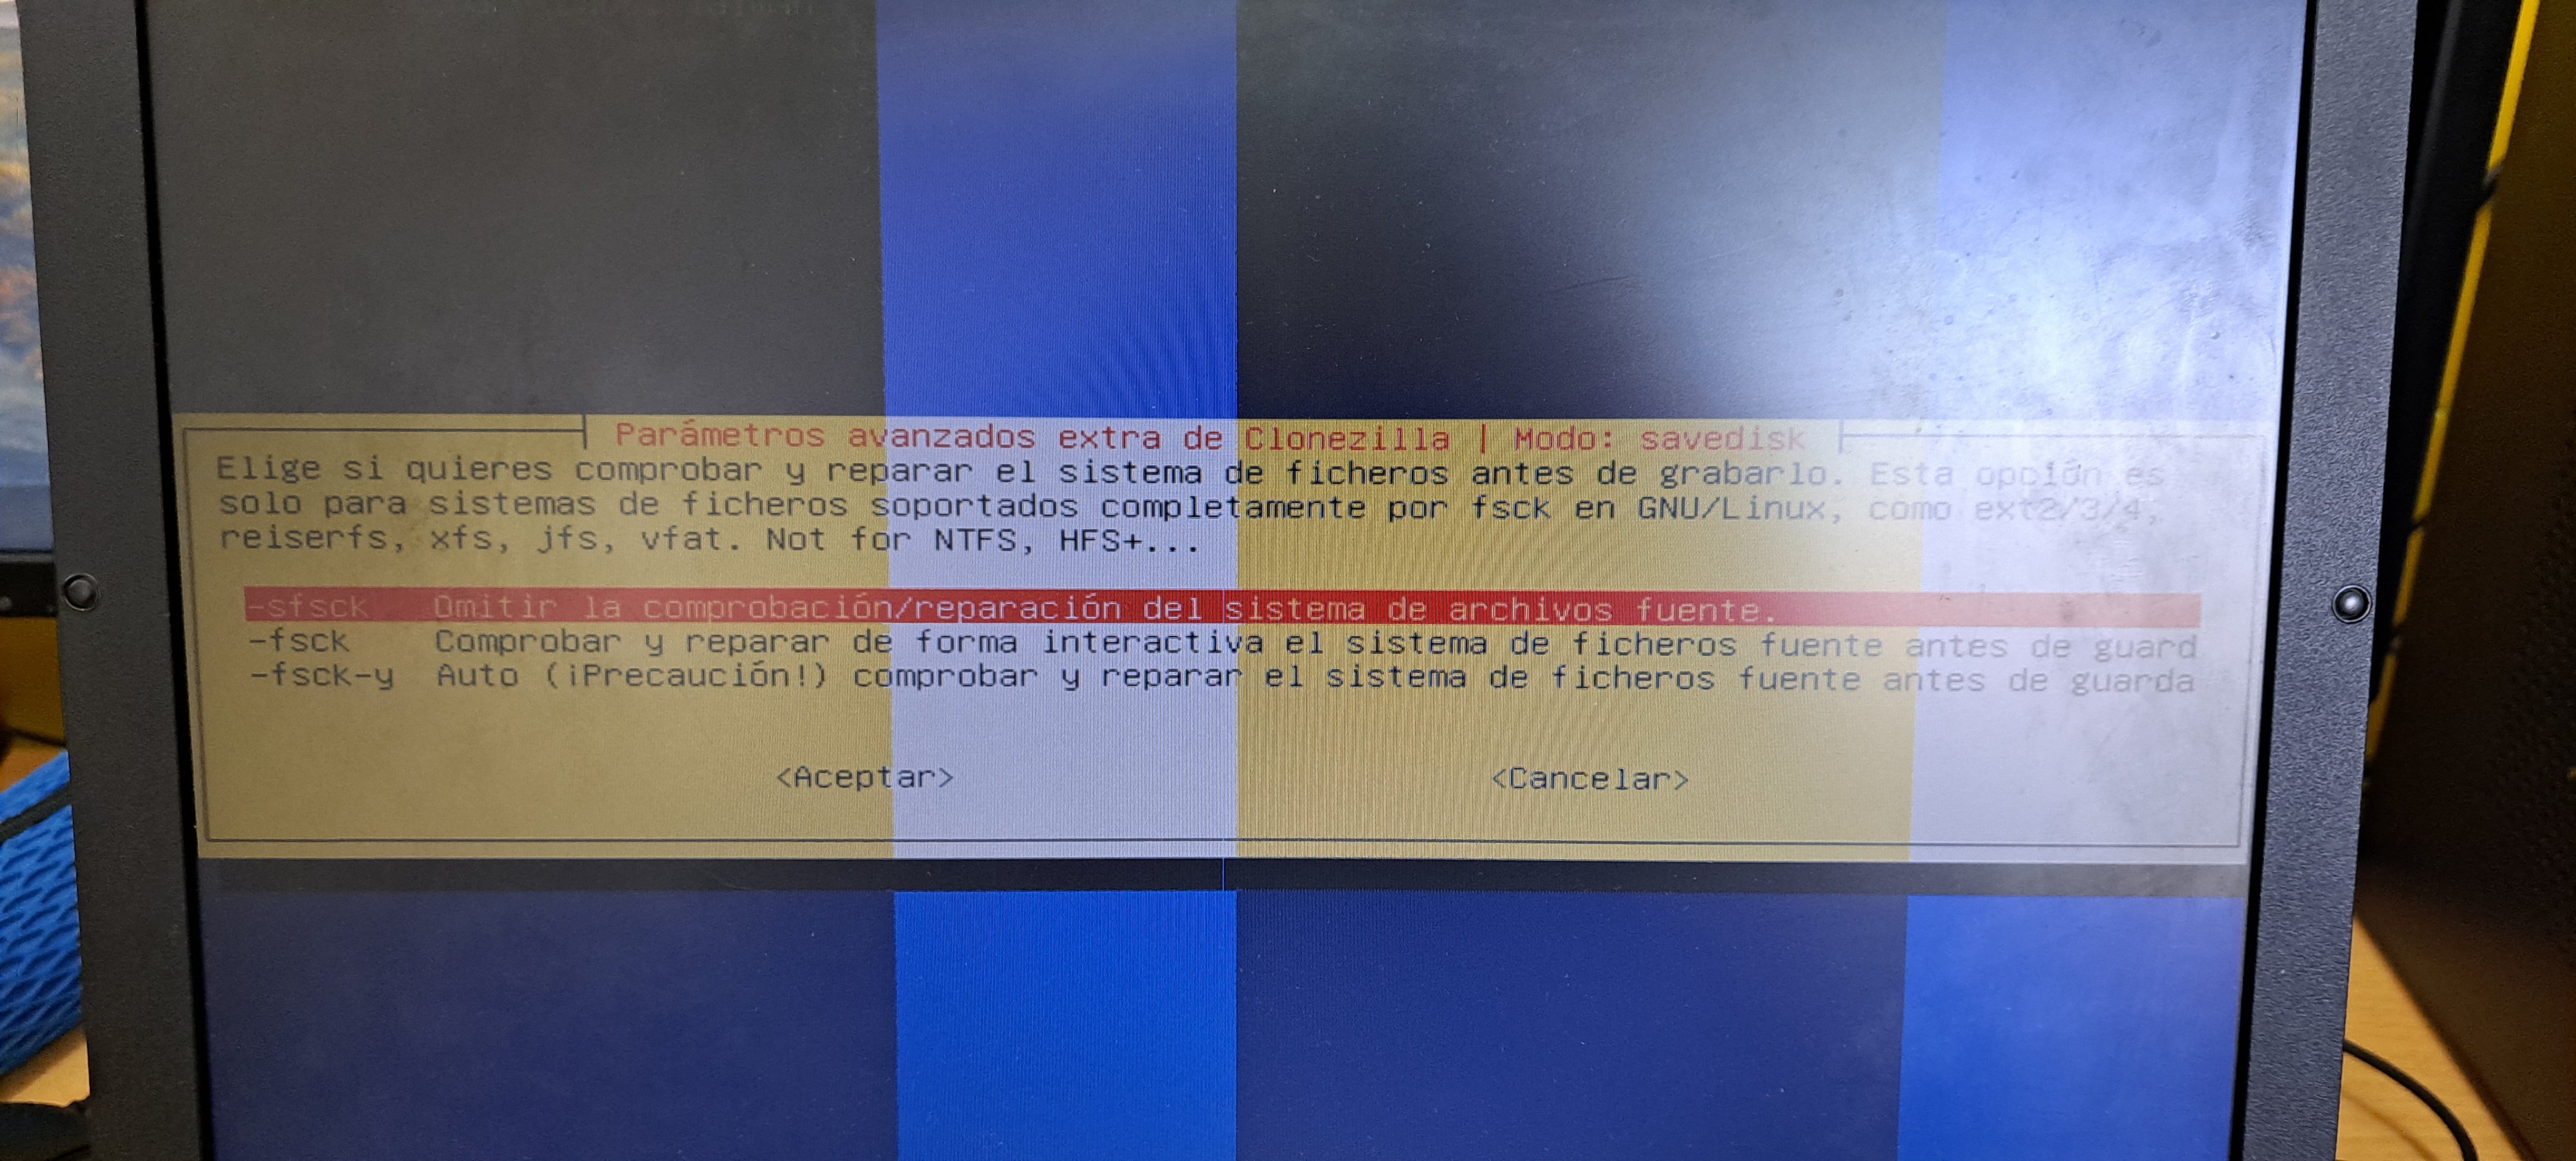 Parámetros avanzados extra de Clonezilla | Modo: savedisk
Elige si quieres comprobar y reparar el sistema de ficheros antes de grabarlo. Esta opción es
solo para sistemas de ficheros soportados completamente por fsck en GNU/Linux, como ext2/3/4,
reiserfs, xfs, jfs, vfat. Not for NTFS, HFS+...
-sfsck Omitir la comprobación/reparación del sistema de archivos fuente.
-fsck Comprobar y reparar de forma interactiva el sistema de ficheros fuente antes de guard
-fsck-y Auto (¡Precaución!) comprobar y reparar el sistema de ficheros fuente antes de guarda
<Aceptar> <Cancelar>